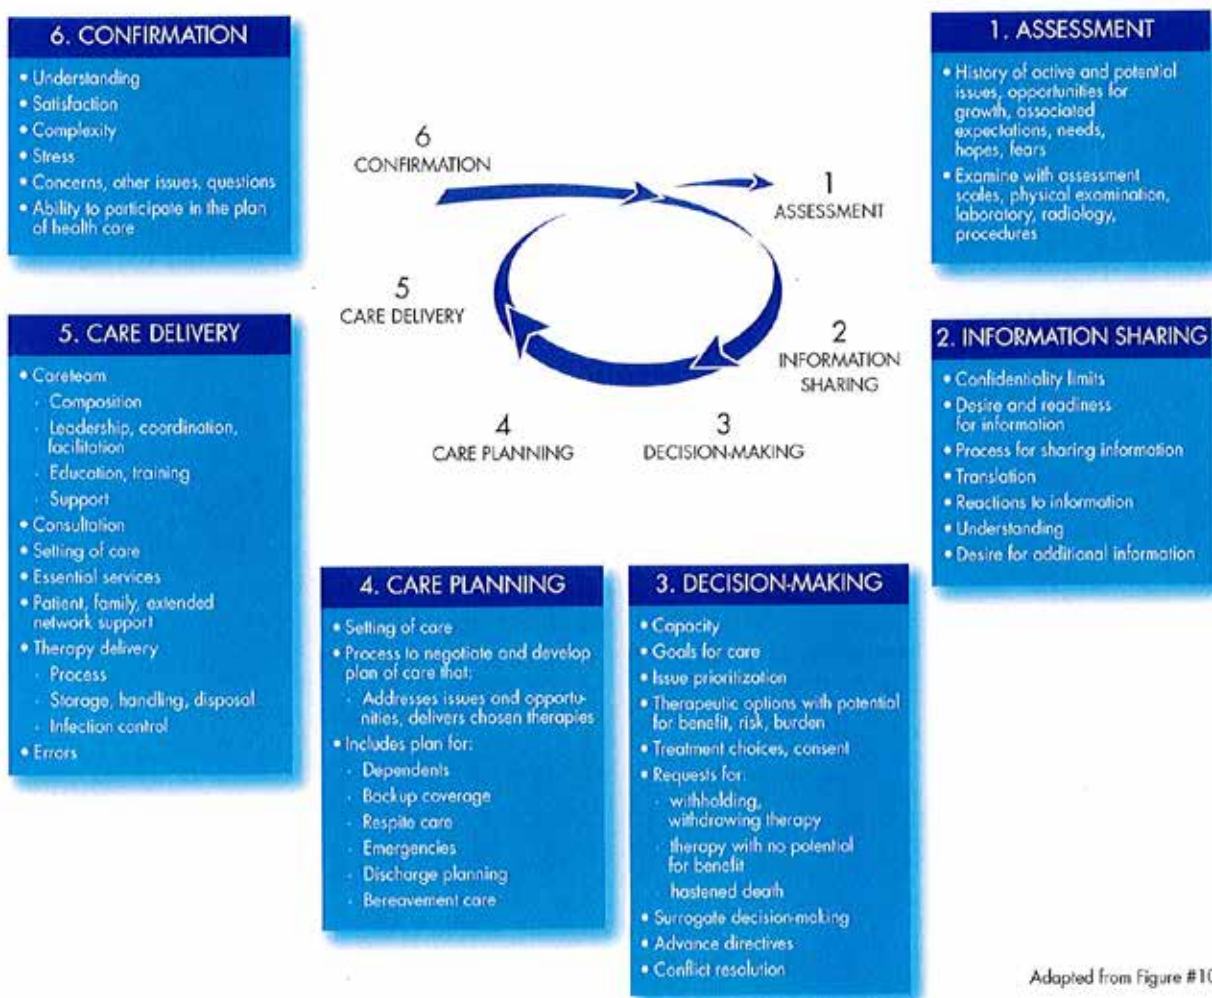 6. CONFIRMATION
• Understanding
• Satisfaction
• Complexity
• Stress
• Concerns, other issues, questions
• Ability to participate in the plan
of health care
6
CONFIRMATION
1
ASSESSMENT
5
CARE DELIVERY
2
INFORMATION
SHARING
4
CARE PLANNING
3
DECISION-MAKING
1. ASSESSMENT
• History of active and potential
issues, opportunities for
growth, associated
expectations, needs,
hopes, fears
• Examine with assessment
scales, physical examination,
laboratory, radiology,
procedures
2. INFORMATION SHARING
• Confidentiality limits
• Desire and readiness
for information
• Process for sharing information
• Translation
• Reactions to information
• Understanding
• Desire for additional information
5. CARE DELIVERY
• Careteam
· Composition
· Leadership, coordination,
facilitation
· Education, training
· Support
• Consultation
• Setting of care
• Essential services
• Patient, family, extended
network support
• Therapy delivery
· Process
· Storage, handling, disposal
· Infection control
• Errors
4. CARE PLANNING
• Setting of care
• Process to negotiate and develop
plan of care that:
· Addresses issues and opportu-
nities, delivers chosen therapies
• Includes plan for:
· Dependents
· Backup coverage
· Respite care
· Emergencies
· Discharge planning
· Bereavement care
3. DECISION-MAKING
• Capacity
• Goals for care
• Issue prioritization
• Therapeutic options with potential
for benefit, risk, burden
• Treatment choices, consent
• Requests for:
· withholding,
withdrawing therapy
· therapy with no potential
for benefit
· hastened death
• Surrogate decision-making
• Advance directives
• Conflict resolution
Adapted from Figure #10